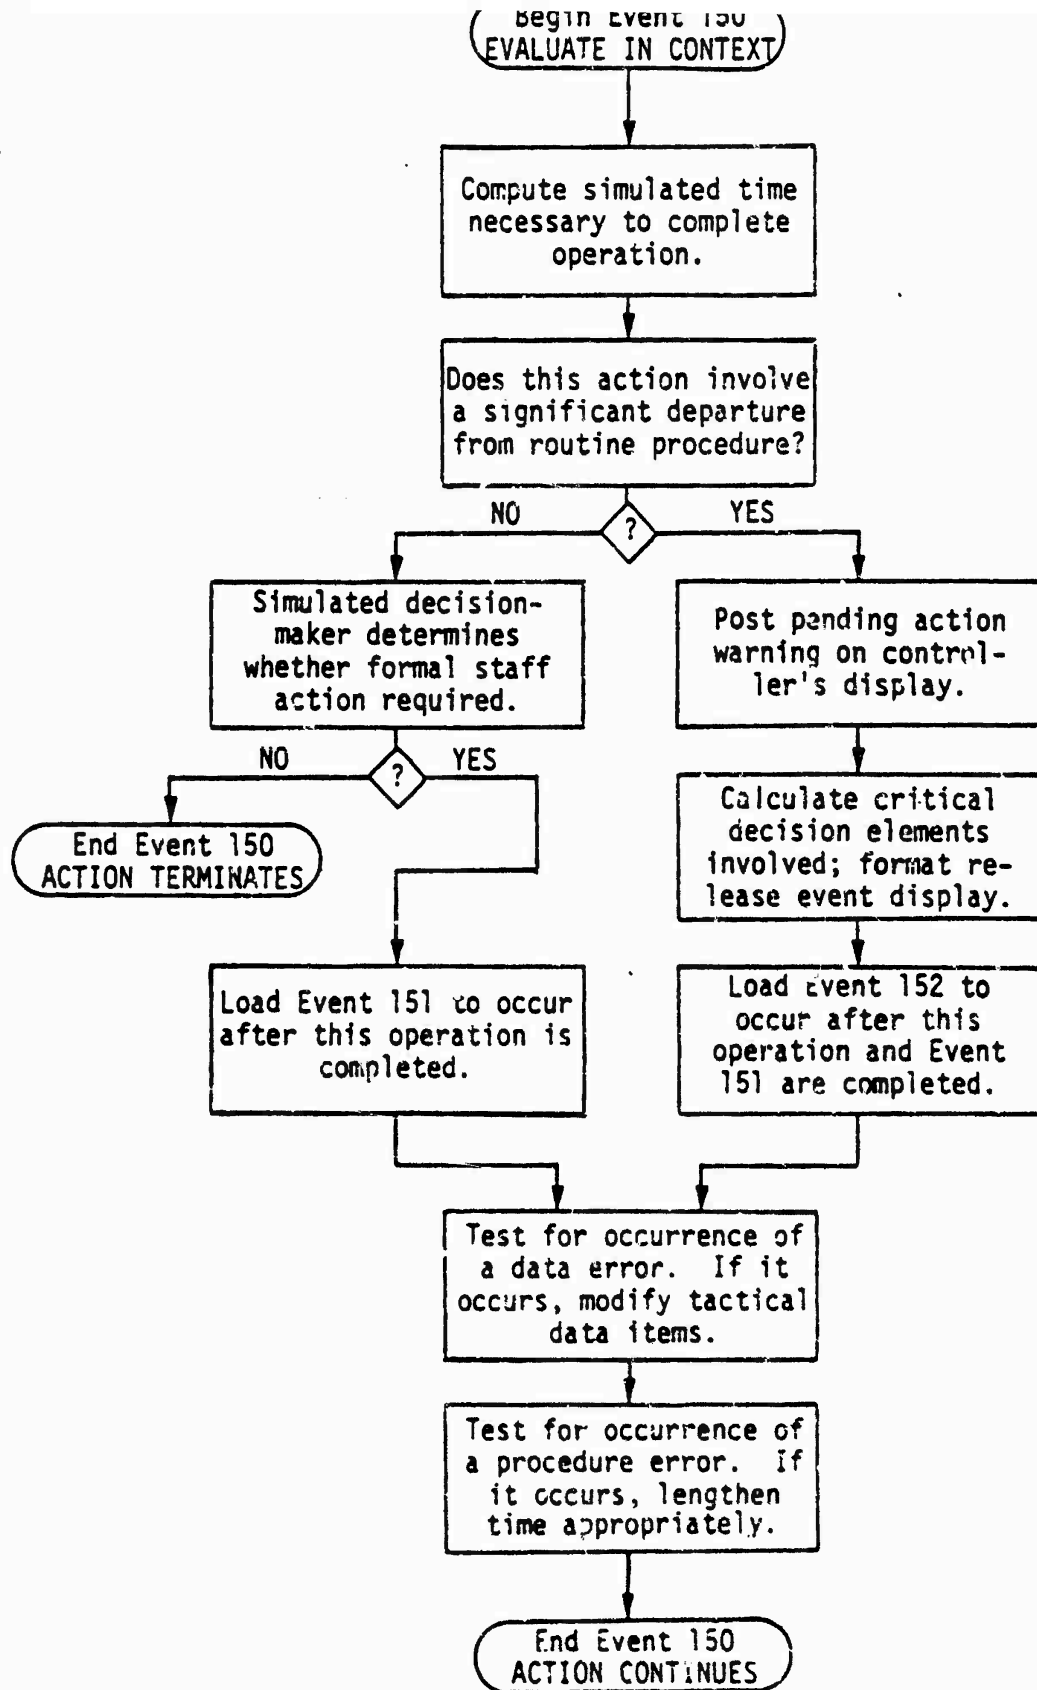 Begin Event 150
EVALUATE IN CONTEXT
Compute simulated time
necessary to complete
operation.
Does this action involve
a significant departure
from routine procedure?
NO
?
YES
Simulated decision-
maker determines
whether formal staff
action required.
Post pending action
warning on control-
ler's display.
NO
?
YES
Calculate critical
decision elements
involved; format re-
lease event display.
End Event 150
ACTION TERMINATES
Load Event 151 to occur
after this operation is
completed.
Load Event 152 to
occur after this
operation and Event
151 are completed.
Test for occurrence of
a data error. If it
occurs, modify tactical
data items.
Test for occurrence of
a procedure error. If
it occurs, lengthen
time appropriately.
End Event 150
ACTION CONTINUES